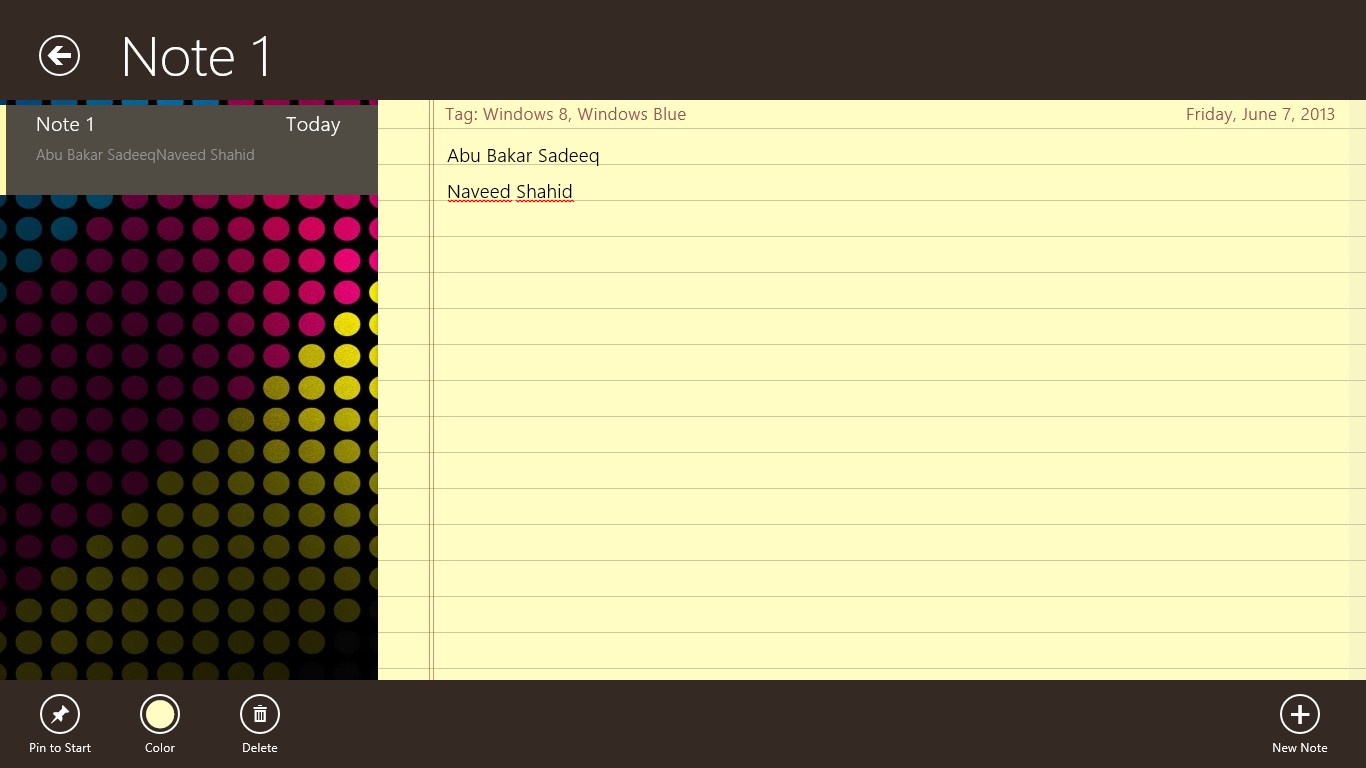 Note 1
Note 1 Today
Abu Bakar SadeeqNaveed Shahid
Tag: Windows 8, Windows Blue Friday, June 7, 2013
Abu Bakar Sadeeq
Naveed Shahid
Pin to Start Color Delete New Note